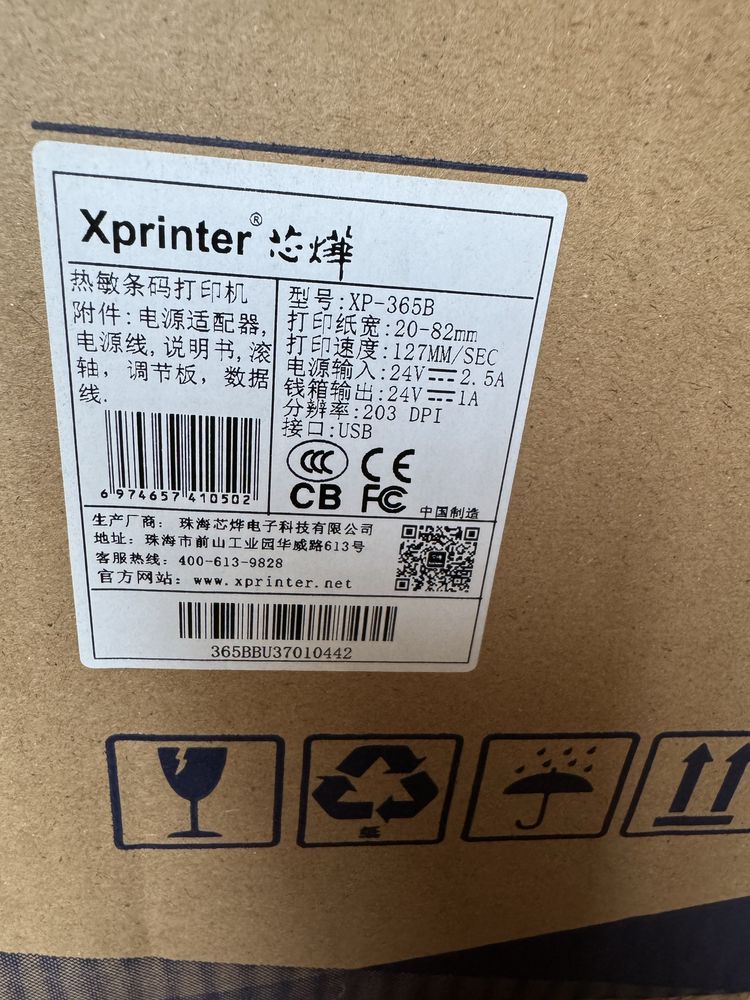 Xprinter® 芯烨
热敏条码打印机
附件:电源适配器,
电源线,说明书,滚
轴，调节板，数据
线.
6 974657 410502
型号:XP-365B
打印纸宽:20-82mm
打印速度:127MM/SEC
电源输入:24V⎓2.5A
钱箱输出:24V⎓1A
分辨率:203 DPI
接口:USB
CCC CE
CB FC
中国制造
生产厂商： 珠海芯烨电子科技有限公司
地址： 珠海市前山工业园华威路613号
客服热线：400-613-9828
官方网站：www.xprinter.net
365BBU37010442
纸